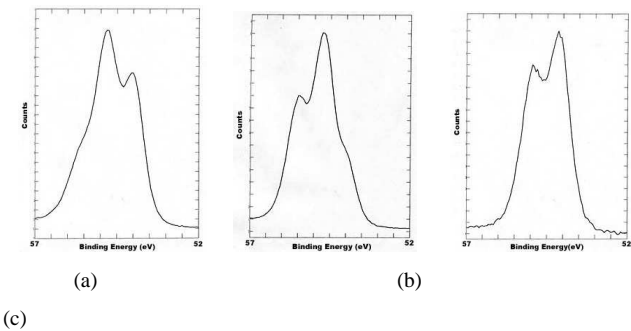 Counts
57 Binding Energy (eV) 52
Counts
57 Binding Energy (eV) 52
Counts
57 Binding Energy(eV) 52
(a) (b)
(c)